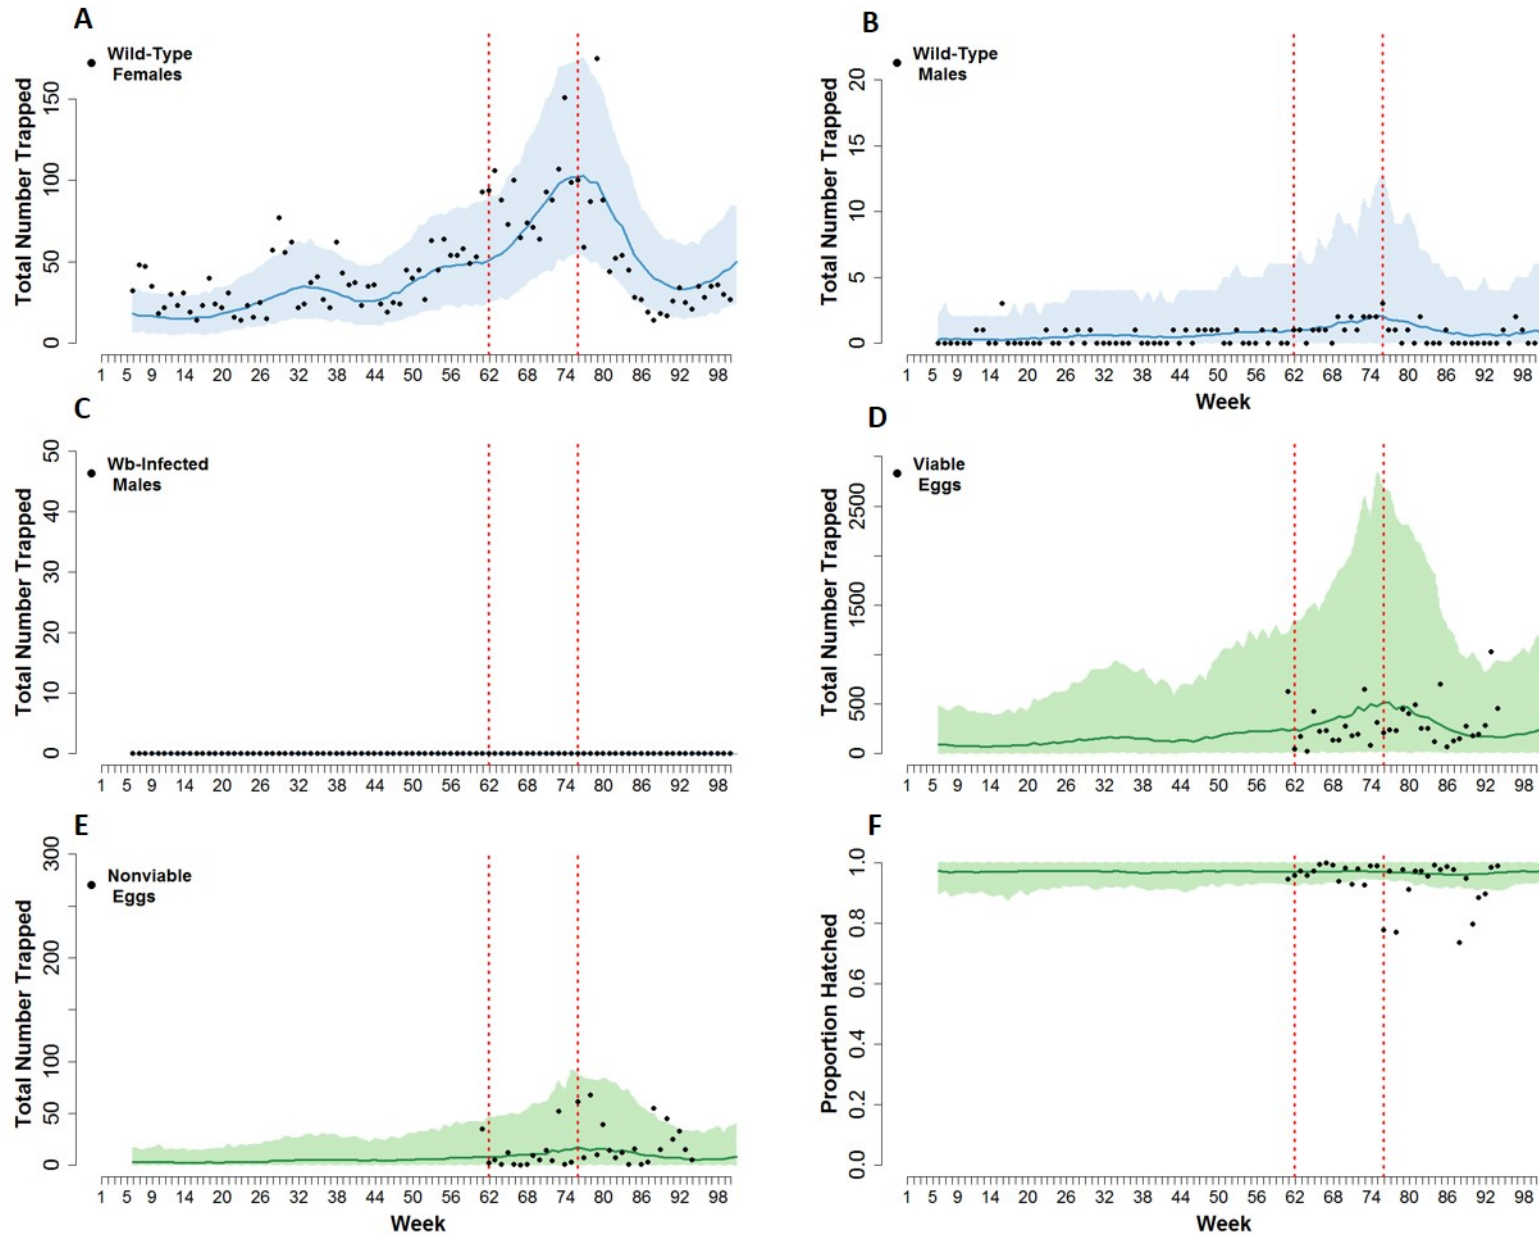 A
Wild-Type
Females
Total Number Trapped
0 50 100 150
1 5 9 14 20 26 32 38 44 50 56 62 68 74 80 86 92 98
B
Wild-Type
Males
Total Number Trapped
0 5 10 15 20
1 5 9 14 20 26 32 38 44 50 56 62 68 74 80 86 92 98
Week
C
Wb-Infected
Males
Total Number Trapped
0 10 20 30 40 50
1 5 9 14 20 26 32 38 44 50 56 62 68 74 80 86 92 98
D
Viable
Eggs
Total Number Trapped
0 500 1500 2500
1 5 9 14 20 26 32 38 44 50 56 62 68 74 80 86 92 98
E
Nonviable
Eggs
Total Number Trapped
0 50 100 200 300
1 5 9 14 20 26 32 38 44 50 56 62 68 74 80 86 92 98
Week
F
Proportion Hatched
0.0 0.2 0.4 0.6 0.8 1.0
1 5 9 14 20 26 32 38 44 50 56 62 68 74 80 86 92 98
Week